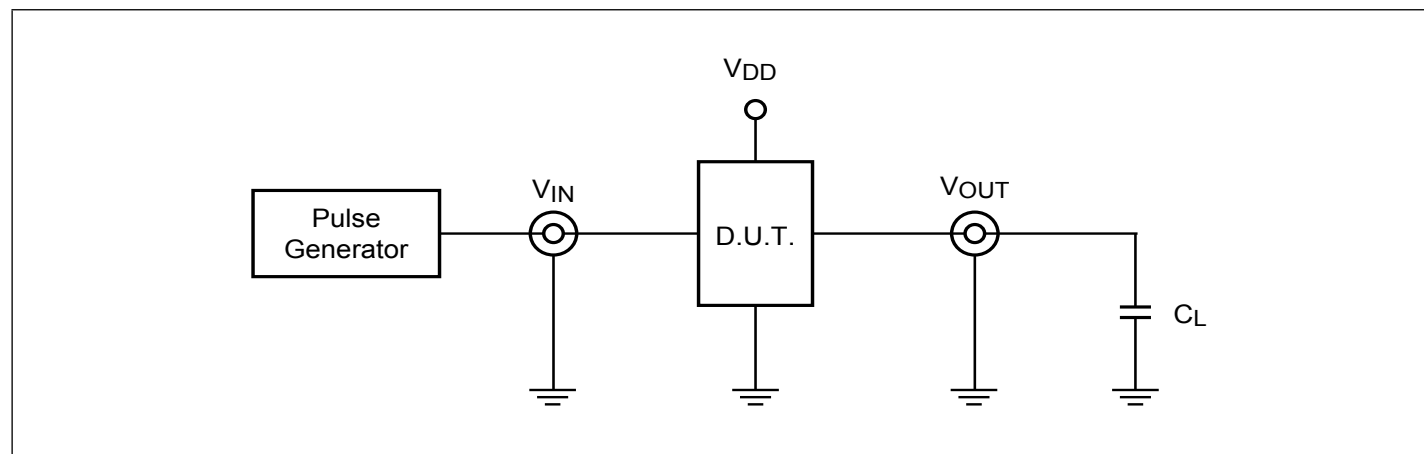 VDD
VIN
VOUT
Pulse
Generator
D.U.T.
CL